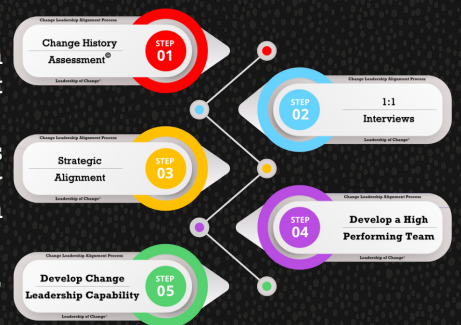 Change Leadership Alignment Process
Change History
Assessment©
STEP
01
Leadership of Change®
Change Leadership Alignment Process
STEP
02
1:1
Interviews
Leadership of Change®
Change Leadership Alignment Process
Strategic
Alignment
STEP
03
Leadership of Change®
Change Leadership Alignment Process
STEP
04
Develop a High
Performing Team
Leadership of Change®
Change Leadership Alignment Process
Develop Change
Leadership Capability
STEP
05
Leadership of Change®